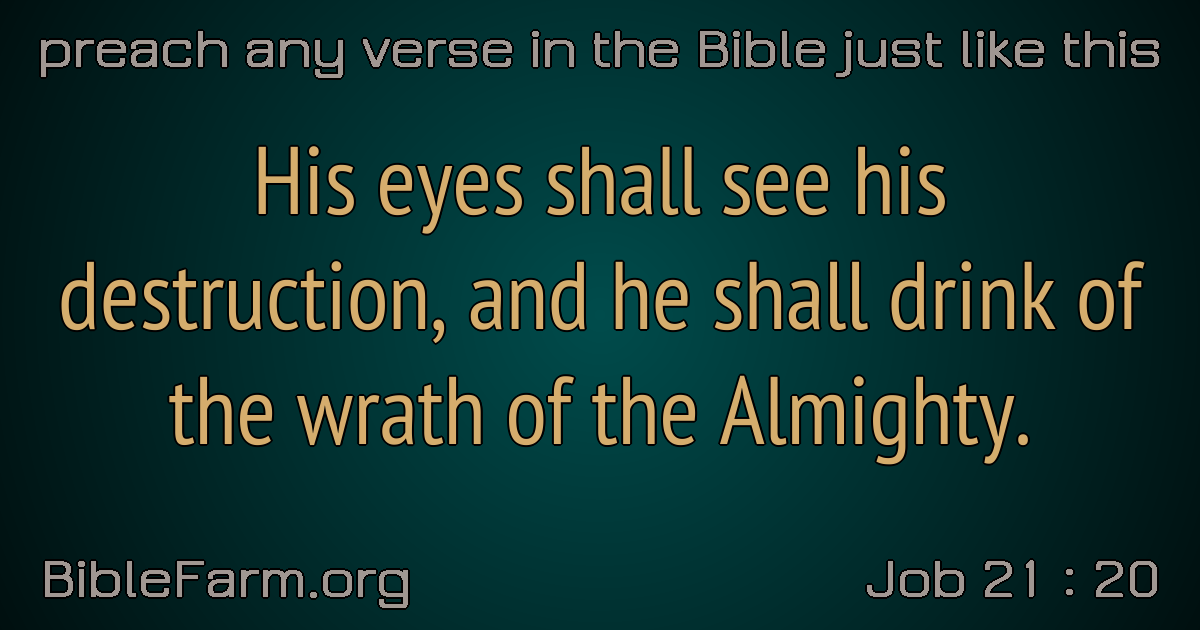 preach any verse in the Bible just like this
His eyes shall see his
destruction, and he shall drink of
the wrath of the Almighty.
BibleFarm.org
Job 21 : 20